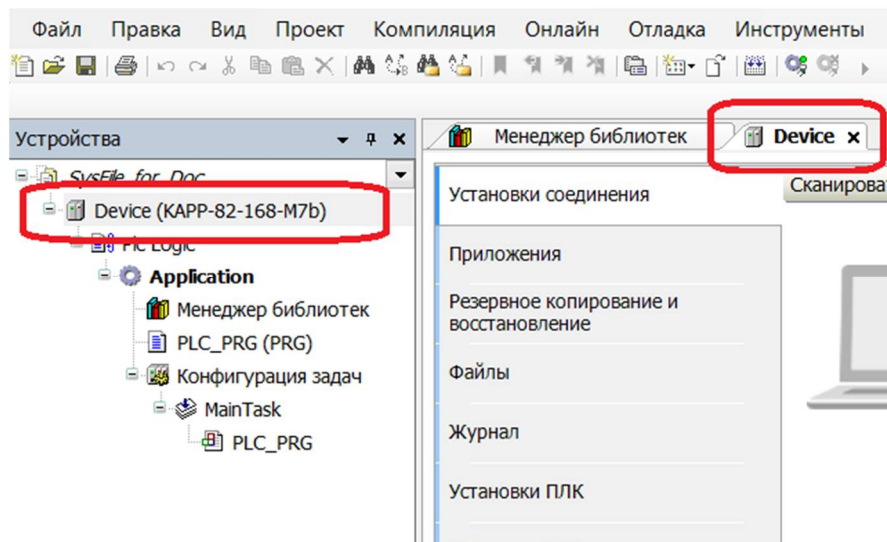 Файл Правка Вид Проект Компиляция Онлайн Отладка Инструменты
Устройства
SysFile_for_Doc
Device (KAPP-82-168-M7b)
Plc Logic
Application
Менеджер библиотек
PLC_PRG (PRG)
Конфигурация задач
MainTask
PLC_PRG
Менеджер библиотек
Device
Установки соединения
Приложения
Резервное копирование и
восстановление
Файлы
Журнал
Установки ПЛК
Сканироват